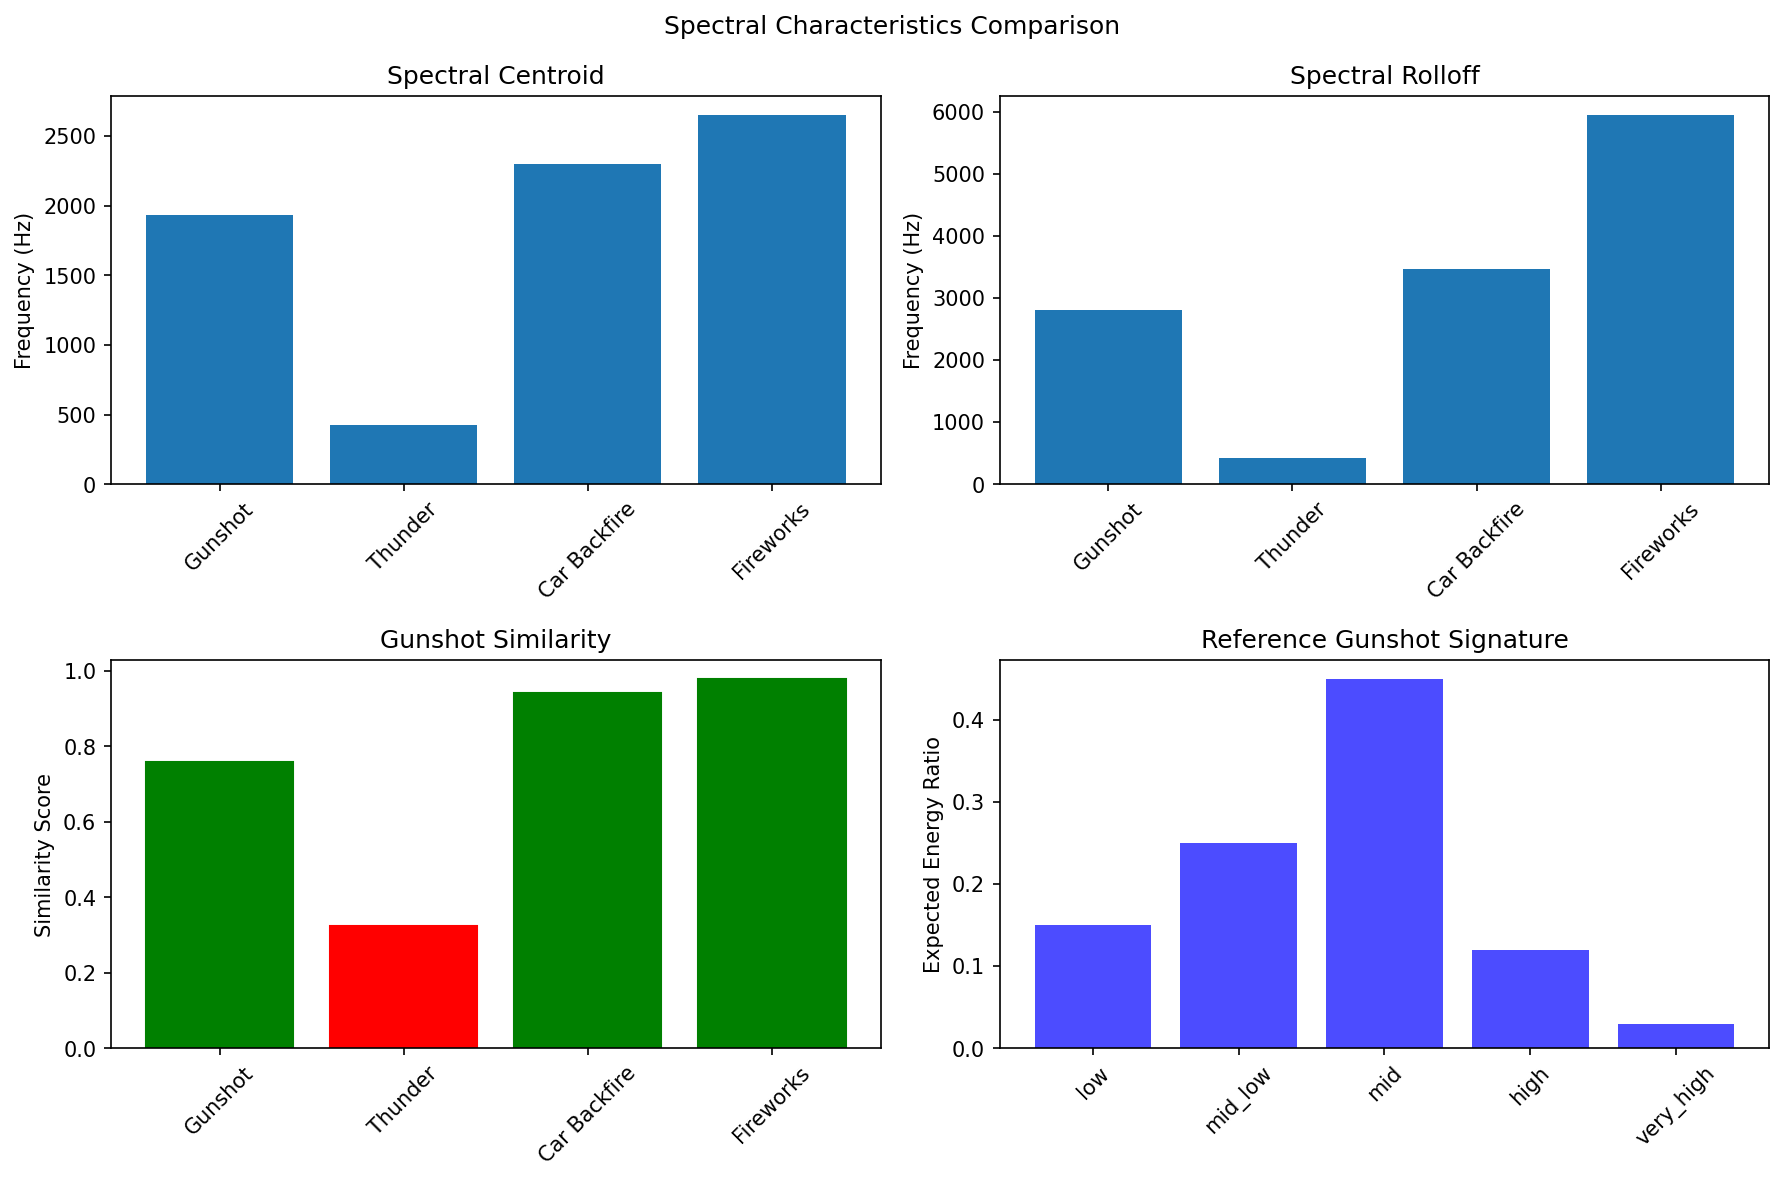 Spectral Characteristics Comparison
Spectral Centroid
Frequency (Hz)
2500
2000
1500
1000
500
0
Gunshot
Thunder
Car Backfire
Fireworks
Spectral Rolloff
Frequency (Hz)
6000
5000
4000
3000
2000
1000
0
Gunshot
Thunder
Car Backfire
Fireworks
Gunshot Similarity
Similarity Score
1.0
0.8
0.6
0.4
0.2
0.0
Gunshot
Thunder
Car Backfire
Fireworks
Reference Gunshot Signature
Expected Energy Ratio
0.4
0.3
0.2
0.1
0.0
low
mid_low
mid
high
very_high